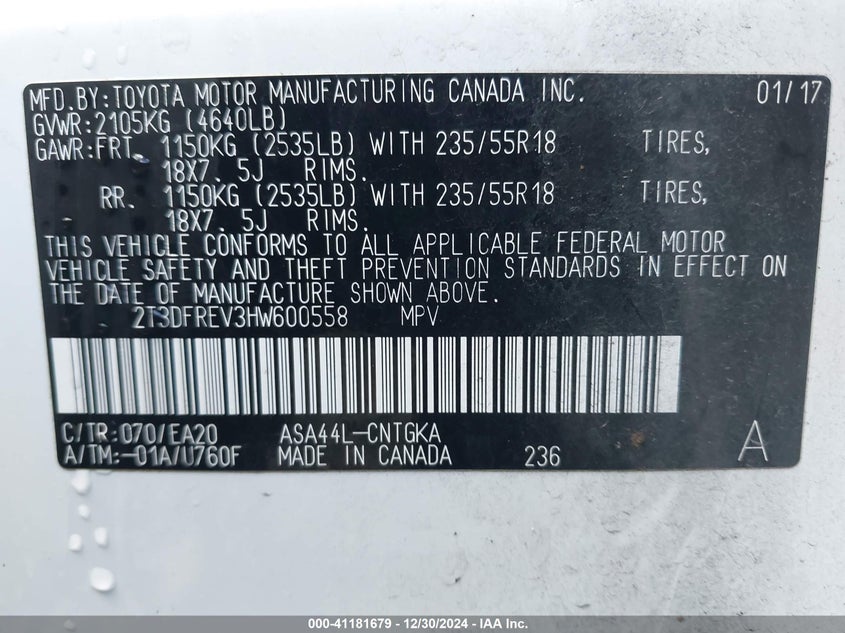 MFD.BY:TOYOTA MOTOR MANUFACTURING CANADA INC. 01/17
GVWR:2105KG (4640LB)
GAWR:FRT. 1150KG (2535LB) WITH 235/55R18 TIRES,
18X7. 5J RIMS.
RR. 1150KG (2535LB) WITH 235/55R18 TIRES,
18X7. 5J RIMS.
THIS VEHICLE CONFORMS TO ALL APPLICABLE FEDERAL MOTOR
VEHICLE SAFETY AND THEFT PREVENTION STANDARDS IN EFFECT ON
THE DATE OF MANUFACTURE SHOWN ABOVE.
2T3DFREV3HW600558 MPV
C/TR:070/EA20 ASA44L-CNTGKA
A/TM:-01A/U760F MADE IN CANADA 236 A
000-41181679 - 12/30/2024 - IAA Inc.